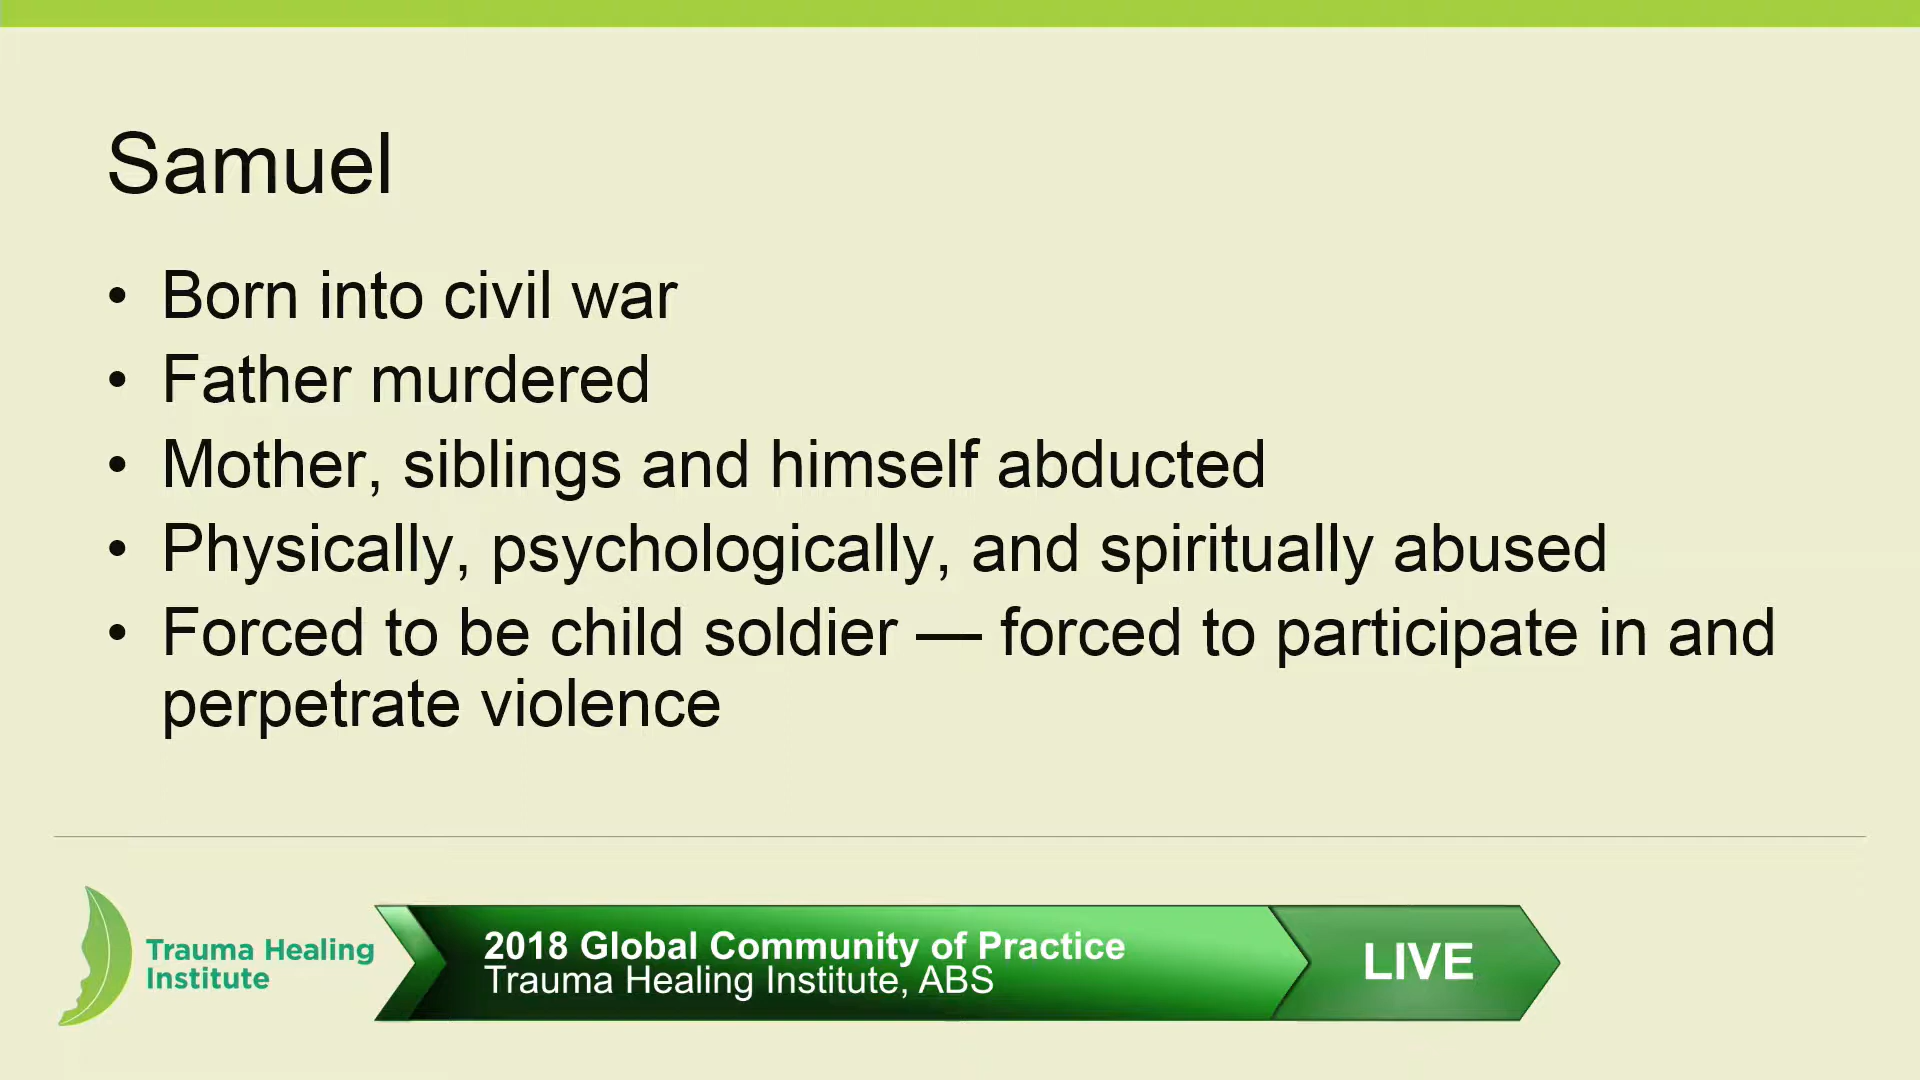 Samuel
• Born into civil war
• Father murdered
• Mother, siblings and himself abducted
• Physically, psychologically, and spiritually abused
• Forced to be child soldier — forced to participate in and
perpetrate violence
Trauma Healing
Institute
2018 Global Community of Practice
Trauma Healing Institute, ABS
LIVE